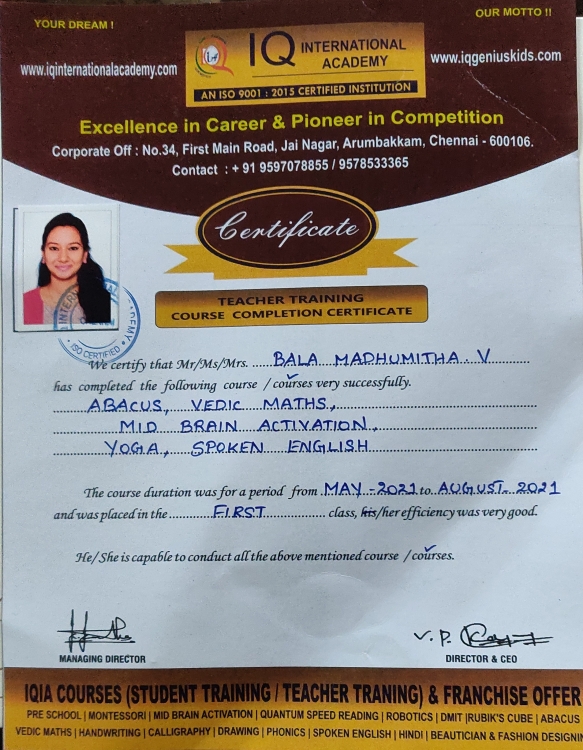 YOUR DREAM !
OUR MOTTO !!
www.iqinternationalacademy.com
IQ INTERNATIONAL ACADEMY
www.iqgeniuskids.com
AN ISO 9001 : 2015 CERTIFIED INSTITUTION
Excellence in Career & Pioneer in Competition
Corporate Off : No.34, First Main Road, Jai Nagar, Arumbakkam, Chennai - 600106.
Contact : + 91 9597078855 / 9578533365
Certificate
TEACHER TRAINING
COURSE COMPLETION CERTIFICATE
ISO CERTIFIED
We certify that Mr/Ms/Mrs. BALA MADHUMITHA. V
has completed the following course / courses very successfully.
ABACUS, VEDIC MATHS,
MID BRAIN ACTIVATION,
YOGA, SPOKEN ENGLISH
The course duration was for a period from MAY - 2021 to AUGUST - 2021
and was placed in the FIRST class, his/her efficiency was very good.
He/She is capable to conduct all the above mentioned course / courses.
V. P.
MANAGING DIRECTOR
DIRECTOR & CEO
IQIA COURSES (STUDENT TRAINING / TEACHER TRANING) & FRANCHISE OFFER
PRE SCHOOL | MONTESSORI | MID BRAIN ACTIVATION | QUANTUM SPEED READING | ROBOTICS | DMIT |RUBIK'S CUBE | ABACUS
VEDIC MATHS | HANDWRITING | CALLIGRAPHY | DRAWING | PHONICS | SPOKEN ENGLISH | HINDI | BEAUTICIAN & FASHION DESIGNIN